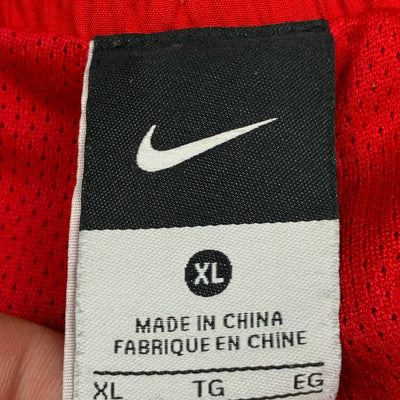 XL
MADE IN CHINA
FABRIQUE EN CHINE
XL TG EG